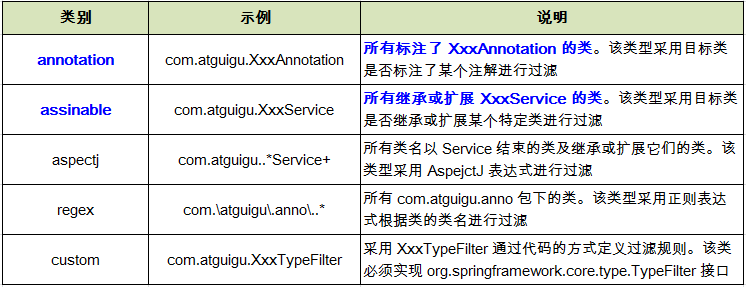 类别 示例 说明
annotation com.atguigu.XxxAnnotation 所有标注了 XxxAnnotation 的类。该类型采用目标类
是否标注了某个注解进行过滤
assinable com.atguigu.XxxService 所有继承或扩展 XxxService 的类。该类型采用目标类
是否继承或扩展某个特定类进行过滤
aspectj com.atguigu..*Service+ 所有类名以 Service 结束的类及继承或扩展它们的类。该
类型采用 AspejctJ 表达式进行过滤
regex com.\atguigu\.anno\..* 所有 com.atguigu.anno 包下的类。该类型采用正则表达
式根据类的类名进行过滤
custom com.atguigu.XxxTypeFilter 采用 XxxTypeFilter 通过代码的方式定义过滤规则。该类
必须实现 org.springframework.core.type.TypeFilter 接口